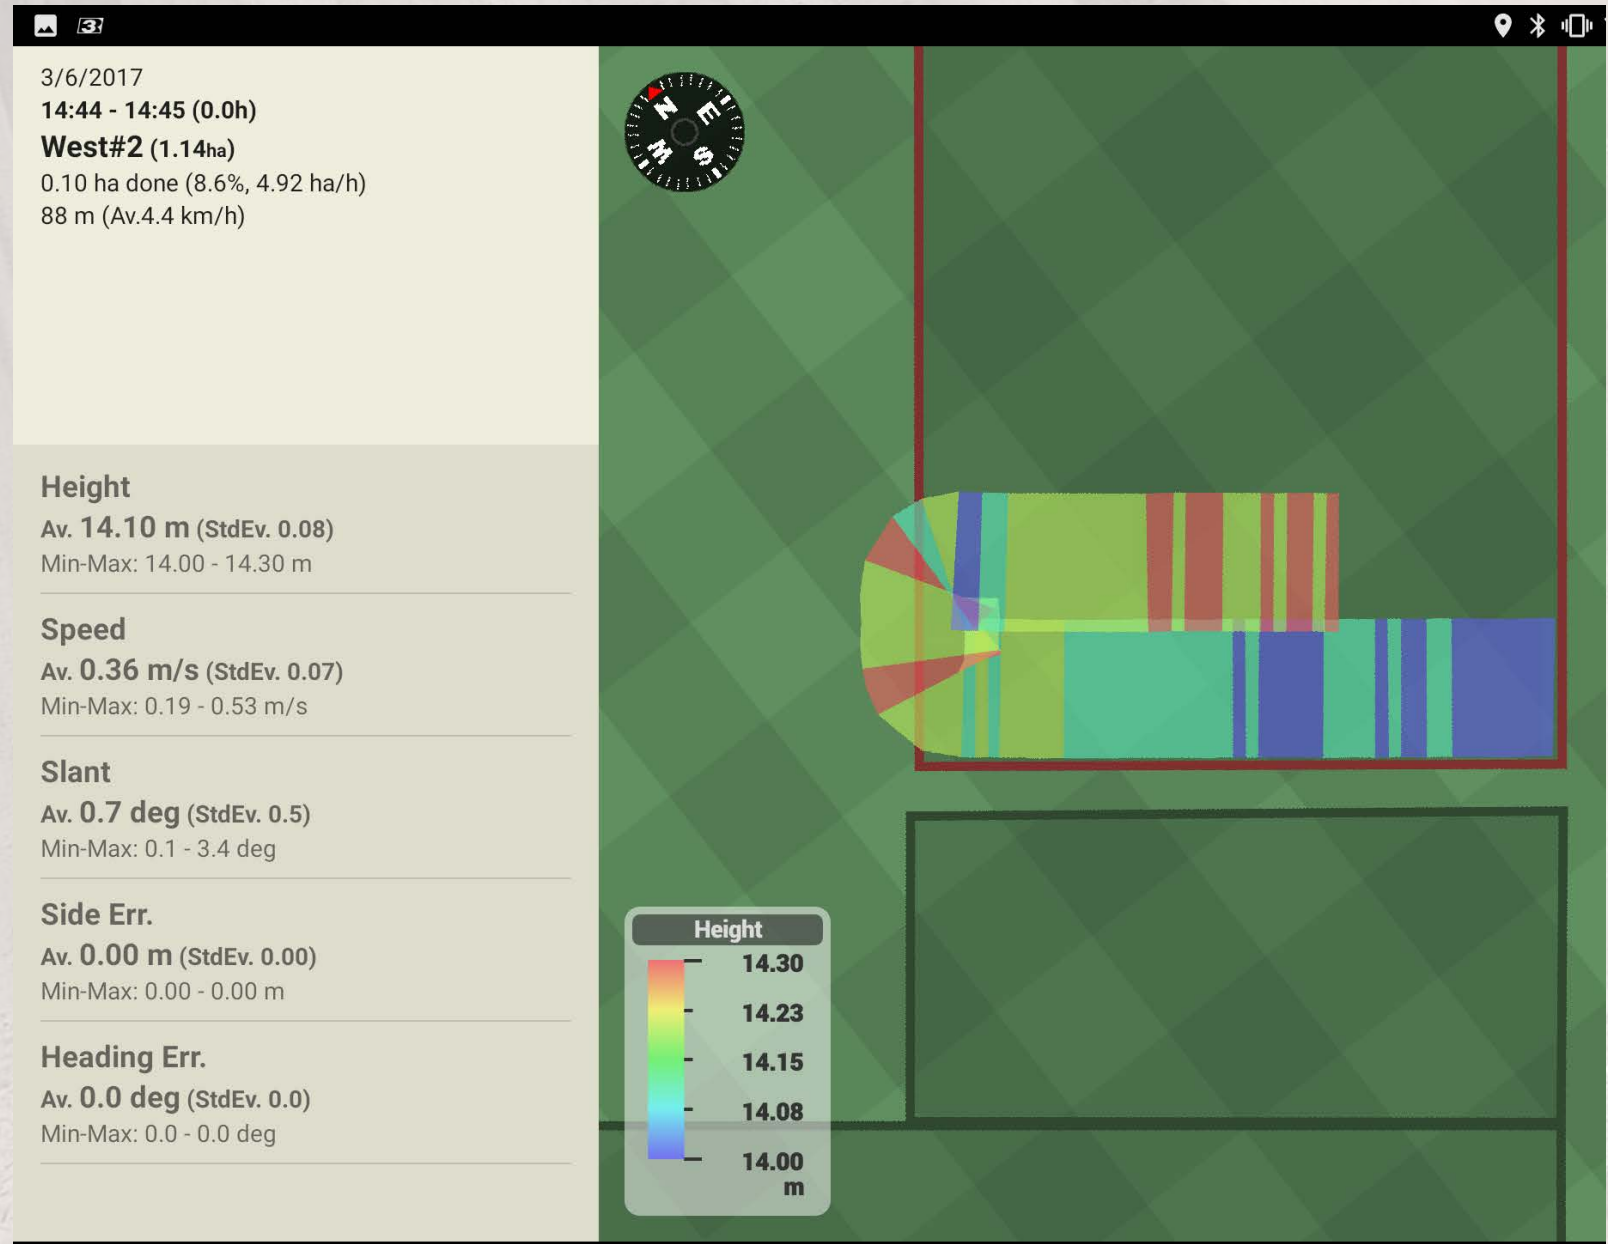 3
3/6/2017
14:44 - 14:45 (0.0h)
West#2 (1.14ha)
0.10 ha done (8.6%, 4.92 ha/h)
88 m (Av.4.4 km/h)
Height
Av. 14.10 m (StdEv. 0.08)
Min-Max: 14.00 - 14.30 m
Speed
Av. 0.36 m/s (StdEv. 0.07)
Min-Max: 0.19 - 0.53 m/s
Slant
Av. 0.7 deg (StdEv. 0.5)
Min-Max: 0.1 - 3.4 deg
Side Err.
Av. 0.00 m (StdEv. 0.00)
Min-Max: 0.00 - 0.00 m
Heading Err.
Av. 0.0 deg (StdEv. 0.0)
Min-Max: 0.0 - 0.0 deg
N
E
W
S
Height
14.30
14.23
14.15
14.08
14.00
m